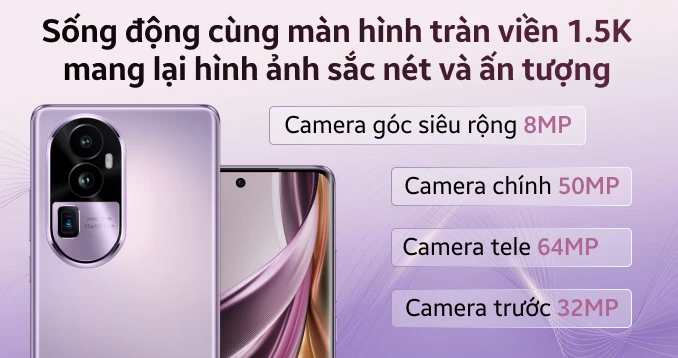 Sống động cùng màn hình tràn viền 1.5K
mang lại hình ảnh sắc nét và ấn tượng
Camera góc siêu rộng 8MP
Camera chính 50MP
Camera tele 64MP
Camera trước 32MP